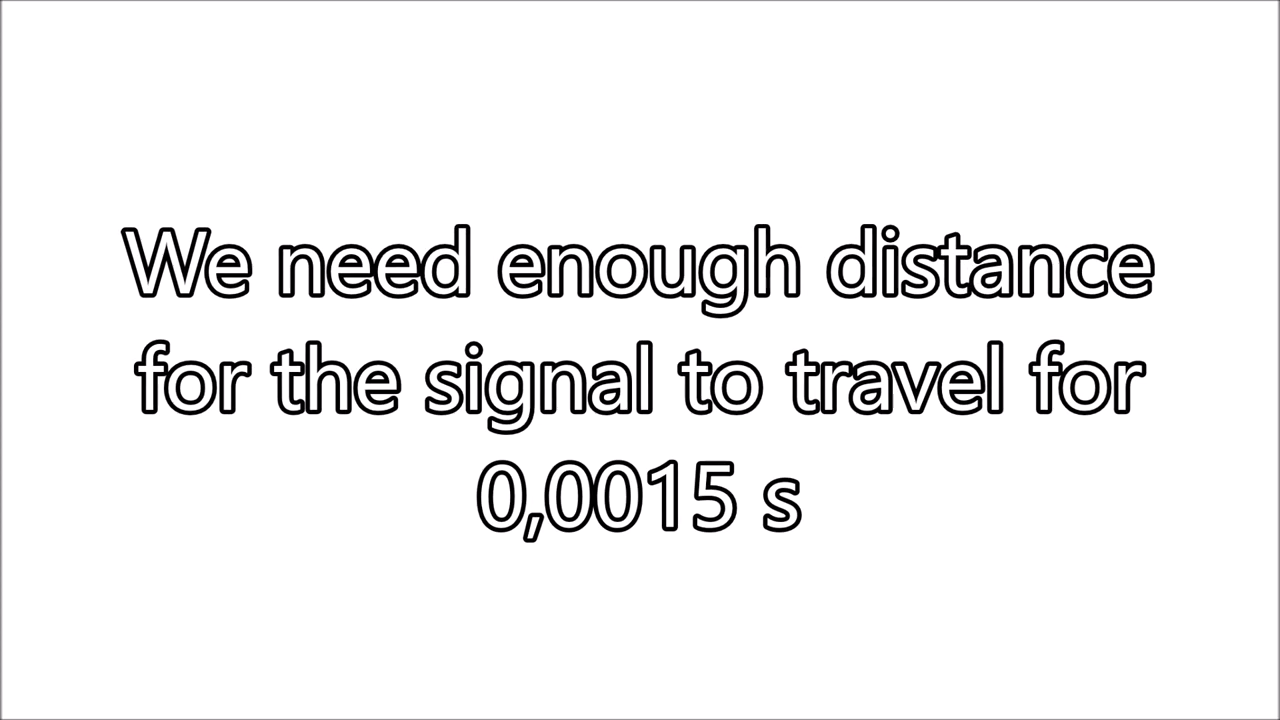 We need enough distance
for the signal to travel for
0,0015 s